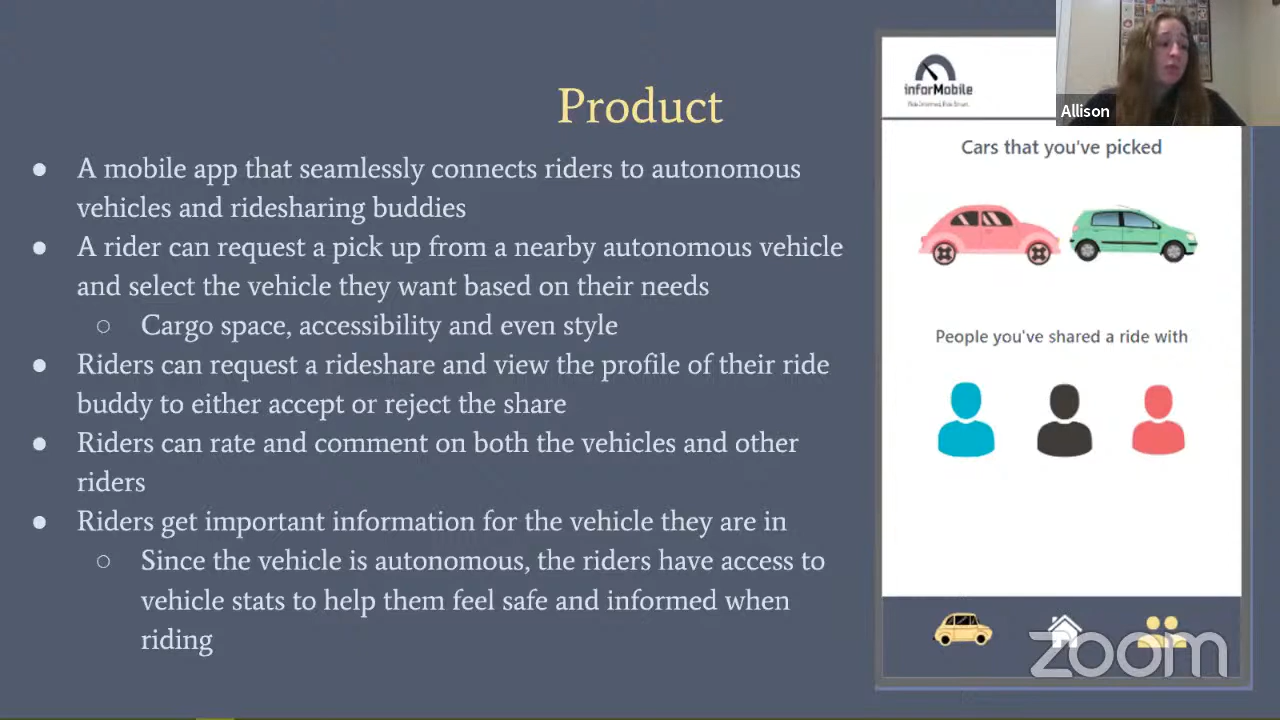 Product
● A mobile app that seamlessly connects riders to autonomous
vehicles and ridesharing buddies
● A rider can request a pick up from a nearby autonomous vehicle
and select the vehicle they want based on their needs
○ Cargo space, accessibility and even style
● Riders can request a rideshare and view the profile of their ride
buddy to either accept or reject the share
● Riders can rate and comment on both the vehicles and other
riders
● Riders get important information for the vehicle they are in
○ Since the vehicle is autonomous, the riders have access to
vehicle stats to help them feel safe and informed when
riding
inforMobile
Ride Informed, Ride Smart.
Allison
Cars that you've picked
People you've shared a ride with
zoom